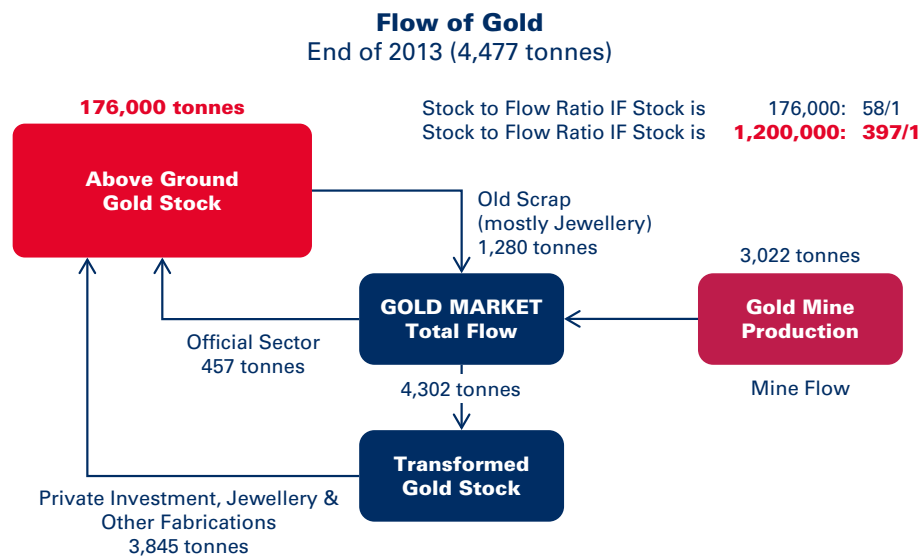 Flow of Gold
End of 2013 (4,477 tonnes)
176,000 tonnes
Stock to Flow Ratio IF Stock is 176,000: 58/1
Stock to Flow Ratio IF Stock is 1,200,000: 397/1
Above Ground
Gold Stock
Old Scrap
(mostly Jewellery)
1,280 tonnes
3,022 tonnes
GOLD MARKET
Total Flow
Gold Mine
Production
Official Sector
457 tonnes
4,302 tonnes
Mine Flow
Transformed
Gold Stock
Private Investment, Jewellery &
Other Fabrications
3,845 tonnes